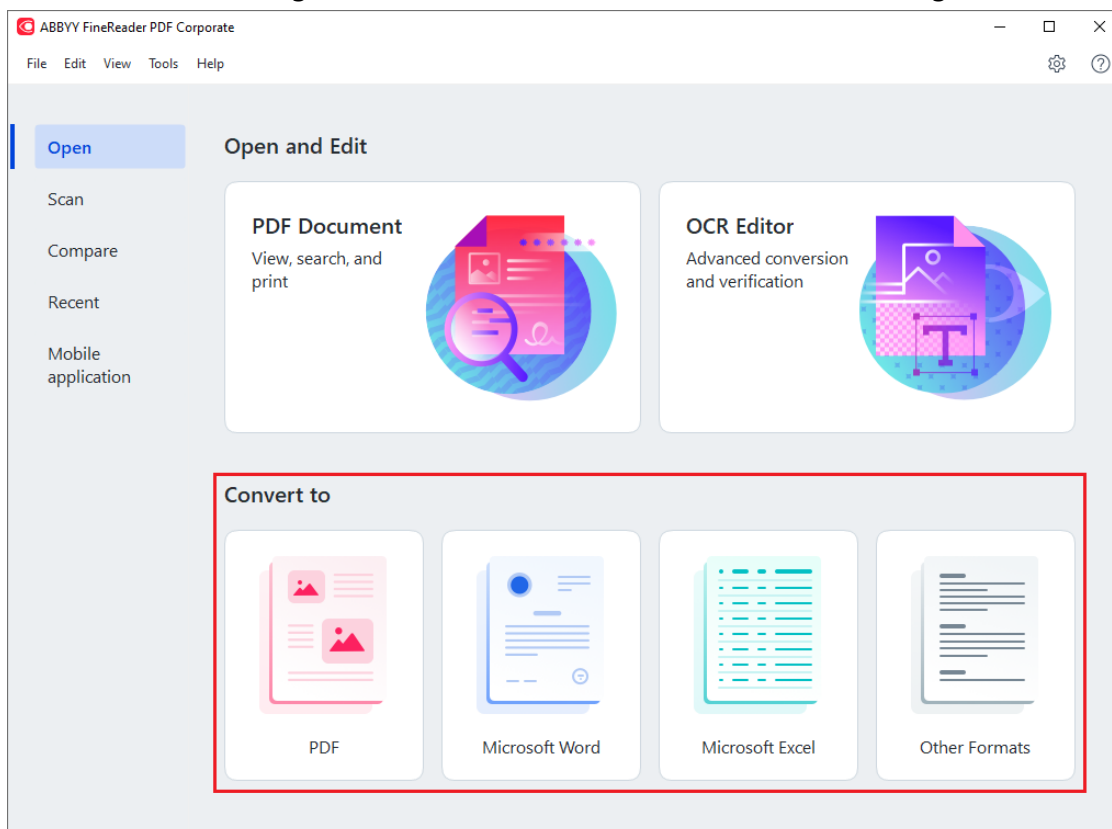 ABBYY FineReader PDF Corporate
File Edit View Tools Help
Open
Scan
Compare
Recent
Mobile
application
Open and Edit
PDF Document
View, search, and
print
OCR Editor
Advanced conversion
and verification
T
Convert to
PDF
Microsoft Word
Microsoft Excel
Other Formats